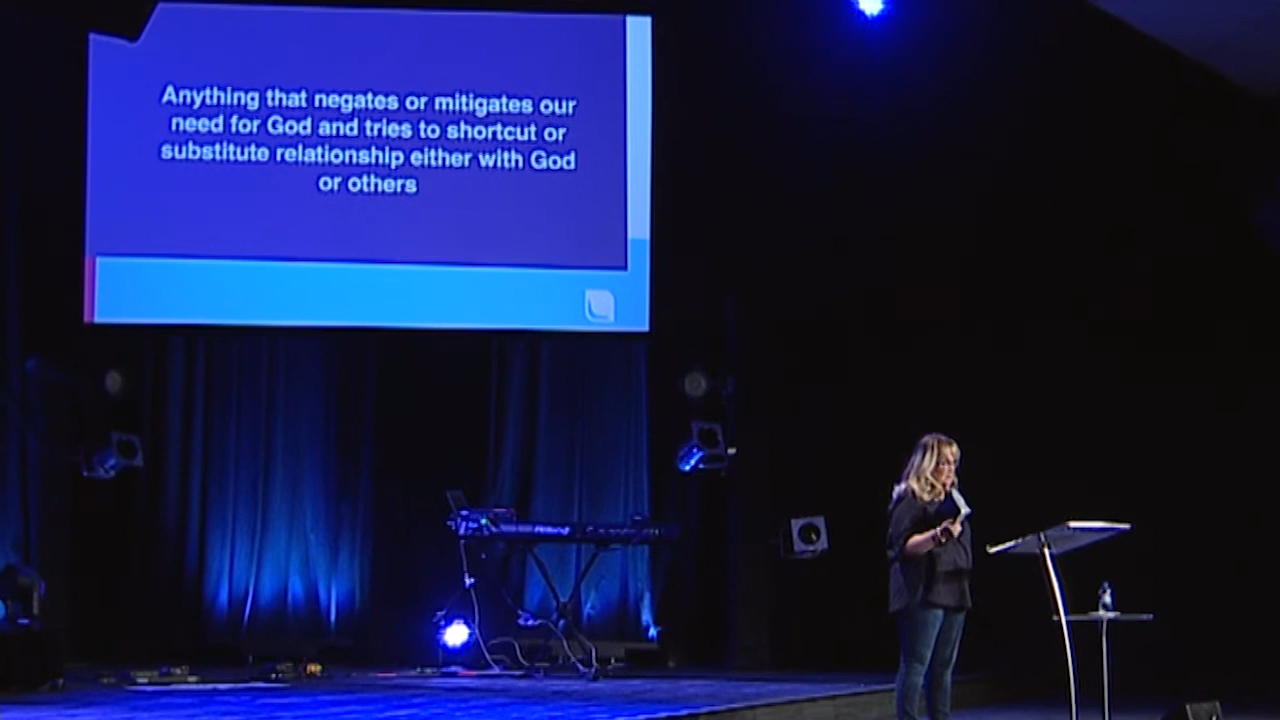 Anything that negates or mitigates our
need for God and tries to shortcut or
substitute relationship either with God
or others
Roland